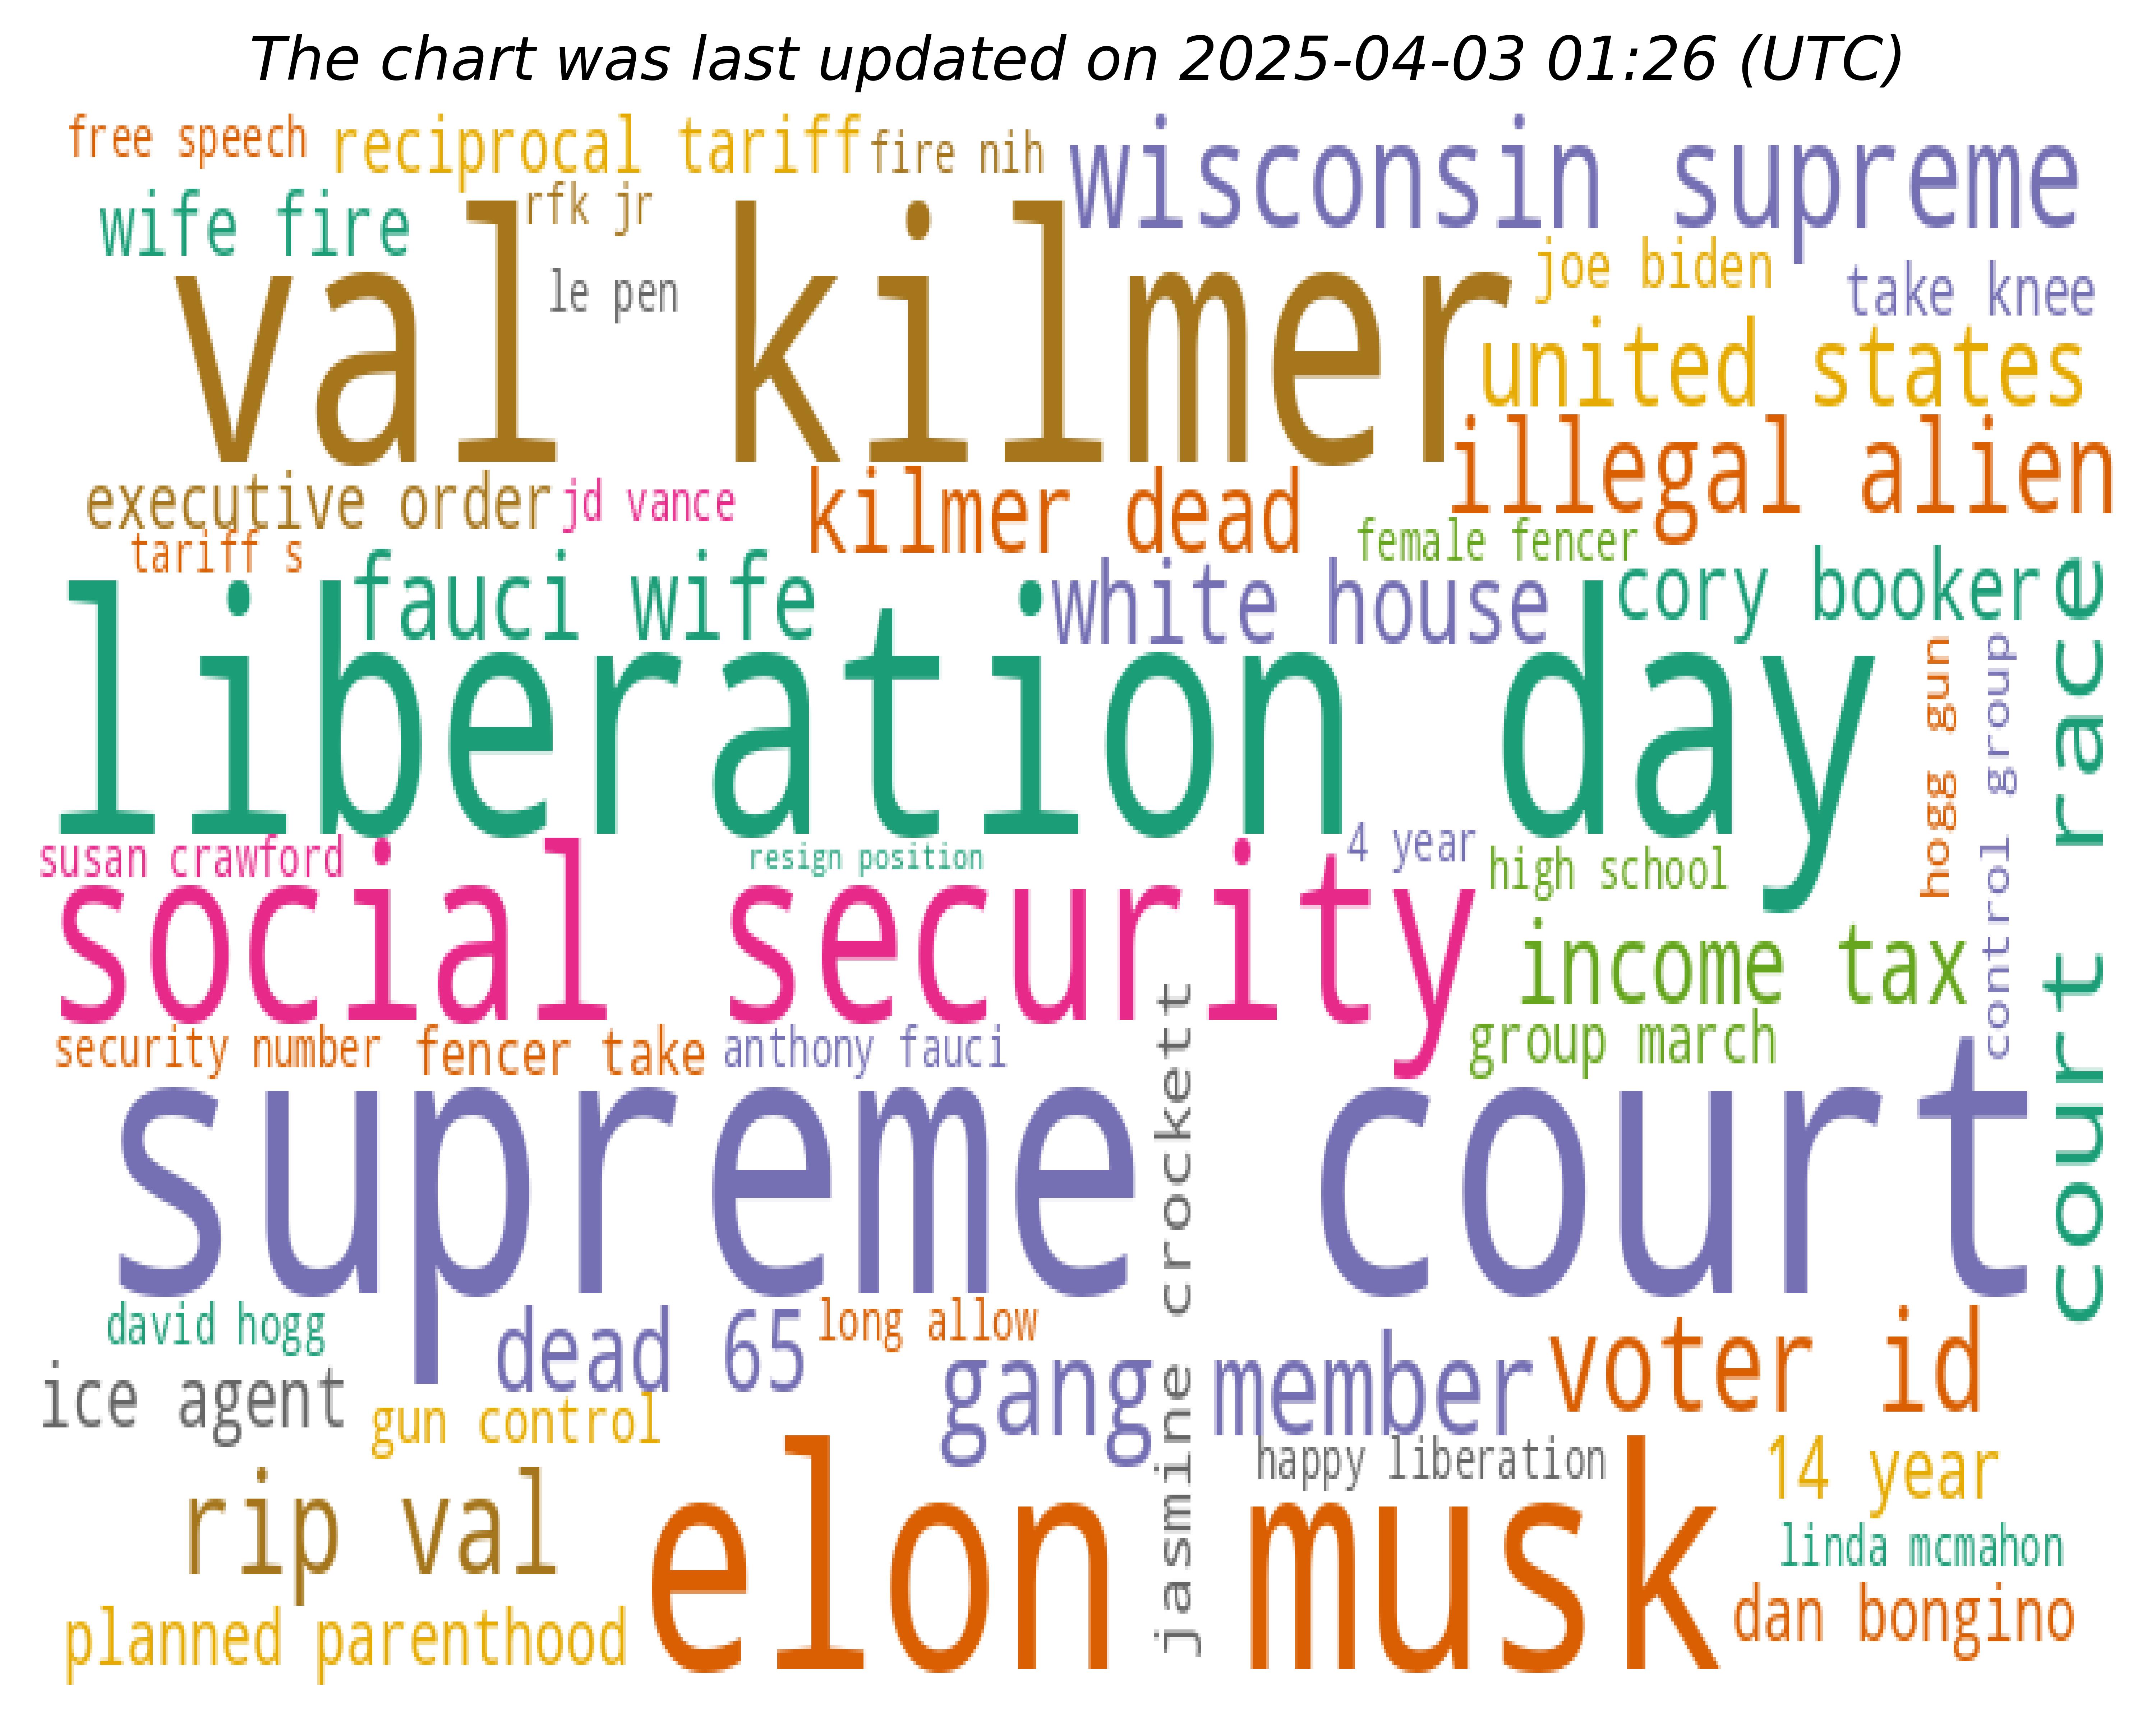 The chart was last updated on 2025-04-03 01:26 (UTC)
free speech
reciprocal tariff
fire nih
wisconsin supreme
wife fire
rfk jr
val kilmer
le pen
joe biden
take knee
united states
illegal alien
executive order
jd vance
kilmer dead
female fencer
tariff s
fauci wife
white house
cory booker
court race
liberation day
hogg gun
control group
susan crawford
resign position
4 year
high school
social security
income tax
security number
fencer take
anthony fauci
group march
jasmine crockett
supreme court
david hogg
dead 65
long allow
gang member
voter id
ice agent
gun control
happy liberation
14 year
rip val
elon musk
linda mcmahon
planned parenthood
dan bongino